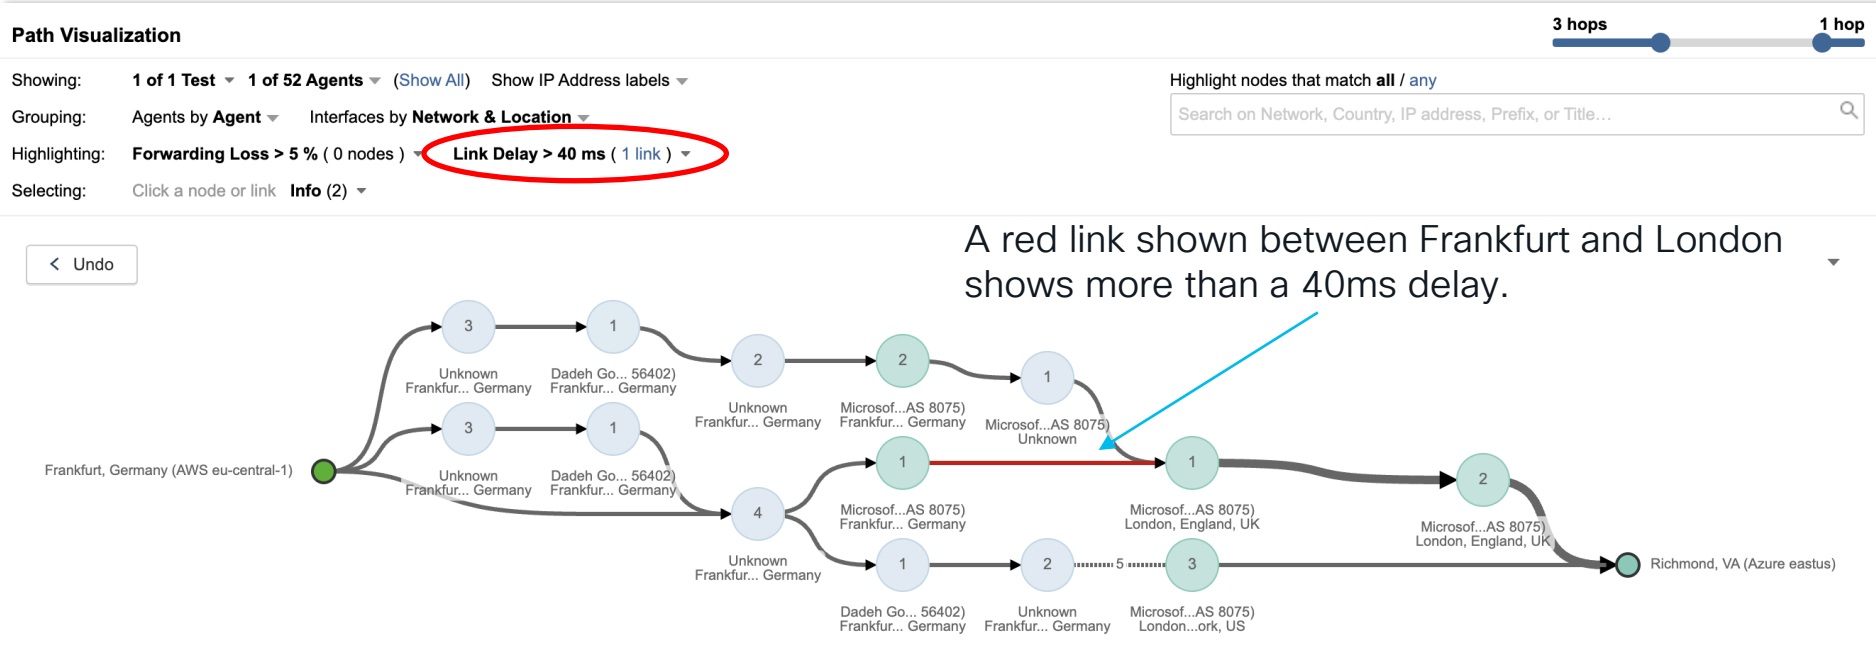 Path Visualization
3 hops
1 hop
Showing: 1 of 1 Test 1 of 52 Agents (Show All) Show IP Address labels
Highlight nodes that match all / any
Grouping: Agents by Agent Interfaces by Network & Location
Search on Network, Country, IP address, Prefix, or Title...
Highlighting: Forwarding Loss > 5 % ( 0 nodes ) Link Delay > 40 ms ( 1 link )
Selecting: Click a node or link Info (2)
Undo
A red link shown between Frankfurt and London
shows more than a 40ms delay.
3
Unknown
Frankfur... Germany
1
Dadeh Go... 56402)
Frankfur... Germany
2
Unknown
Frankfur... Germany
2
Microsof...AS 8075)
Frankfur... Germany
1
Microsof...AS 8075)
Unknown
3
Unknown
Frankfur... Germany
1
Dadeh Go... 56402)
Frankfur... Germany
Frankfurt, Germany (AWS eu-central-1)
4
Unknown
Frankfur... Germany
1
Microsof...AS 8075)
Frankfur... Germany
1
Microsof...AS 8075)
London, England, UK
2
Microsof...AS 8075)
London, England, UK
1
Dadeh Go... 56402)
Frankfur... Germany
2
Unknown
Frankfur... Germany
5
3
Microsof...AS 8075)
London...ork, US
Richmond, VA (Azure eastus)